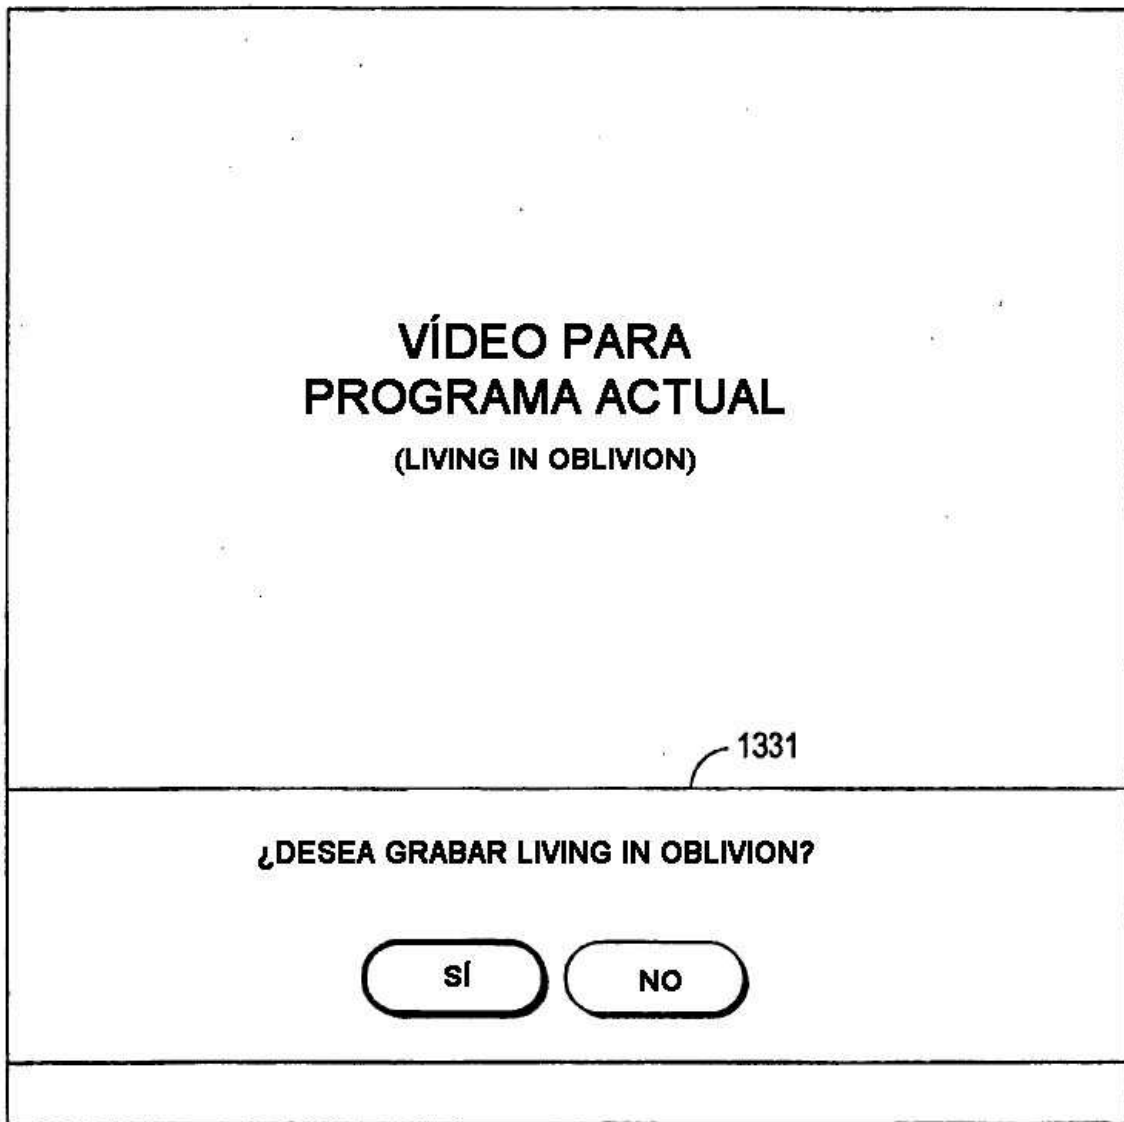 VÍDEO PARA
PROGRAMA ACTUAL
(LIVING IN OBLIVION)
1331
¿DESEA GRABAR LIVING IN OBLIVION?
SÍ NO